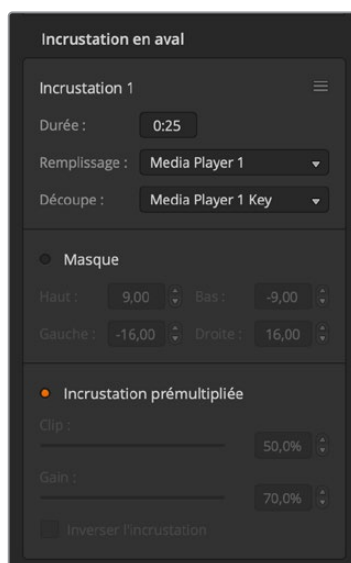 Incrustation en aval
Incrustation 1
Durée : 0:25
Remplissage : Media Player 1
Découpe : Media Player 1 Key
Masque
Haut : 9,00 Bas : -9,00
Gauche : -16,00 Droite : 16,00
Incrustation prémultipliée
Clip :
50,0%
Gain :
70,0%
Inverser l'incrustation